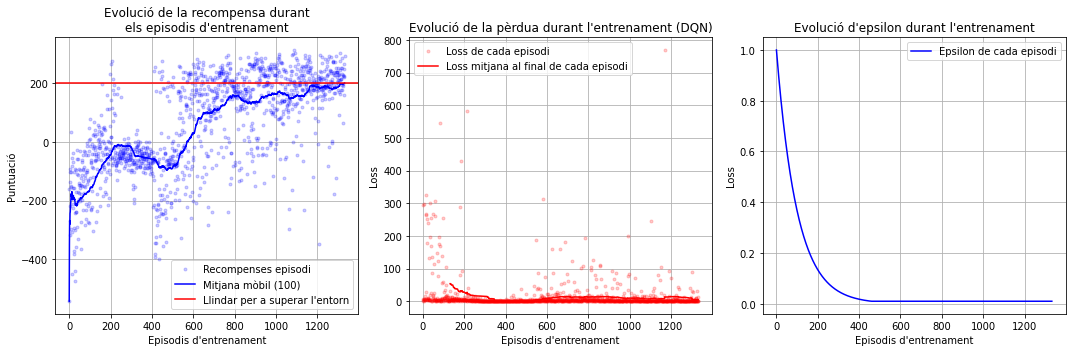 Evolució de la recompensa durant
els episodis d'entrenament
Puntuació
200
0
−200
−400
0 200 400 600 800 1000 1200
Episodis d'entrenament
Recompenses episodi
Mitjana mòbil (100)
Llindar per a superar l'entorn
Evolució de la pèrdua durant l'entrenament (DQN)
Loss
800
700
600
500
400
300
200
100
0
0 200 400 600 800 1000 1200
Episodis d'entrenament
Loss de cada episodi
Loss mitjana al final de cada episodi
Evolució d'epsilon durant l'entrenament
Loss
1.0
0.8
0.6
0.4
0.2
0.0
0 200 400 600 800 1000 1200
Episodis d'entrenament
Epsilon de cada episodi